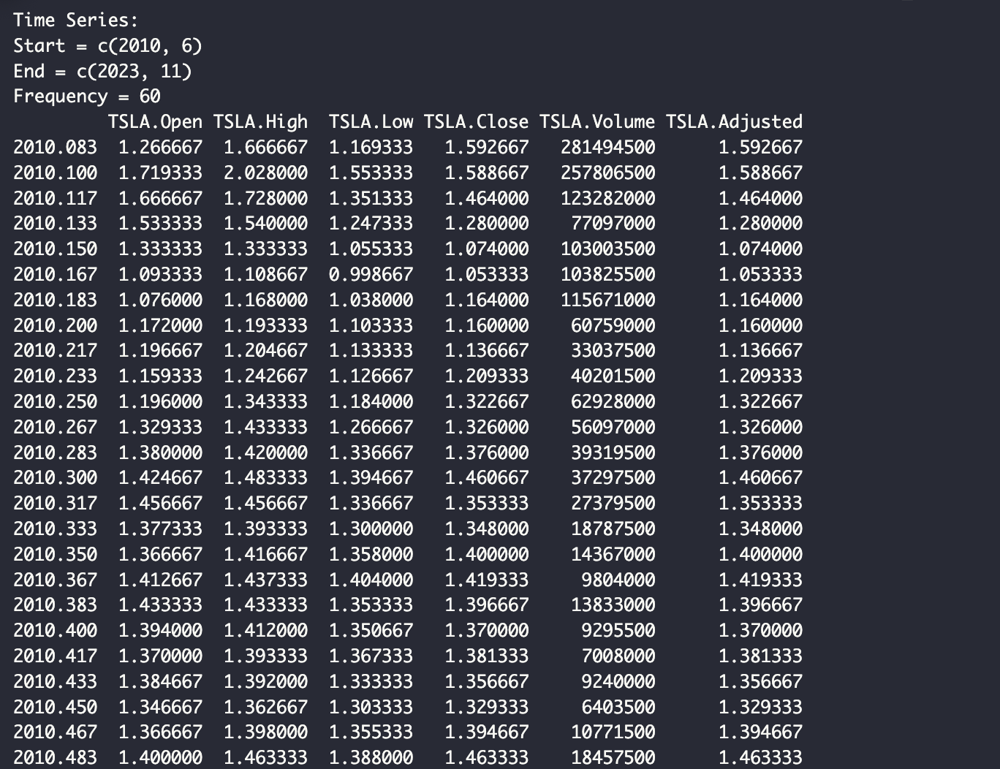 Time Series:
Start = c(2010, 6)
End = c(2023, 11)
Frequency = 60
TSLA.Open TSLA.High TSLA.Low TSLA.Close TSLA.Volume TSLA.Adjusted
2010.083 1.266667 1.666667 1.169333 1.592667 281494500 1.592667
2010.100 1.719333 2.028000 1.553333 1.588667 257806500 1.588667
2010.117 1.666667 1.728000 1.351333 1.464000 123282000 1.464000
2010.133 1.533333 1.540000 1.247333 1.280000 77097000 1.280000
2010.150 1.333333 1.333333 1.055333 1.074000 103003500 1.074000
2010.167 1.093333 1.108667 0.998667 1.053333 103825500 1.053333
2010.183 1.076000 1.168000 1.038000 1.164000 115671000 1.164000
2010.200 1.172000 1.193333 1.103333 1.160000 60759000 1.160000
2010.217 1.196667 1.204667 1.133333 1.136667 33037500 1.136667
2010.233 1.159333 1.242667 1.126667 1.209333 40201500 1.209333
2010.250 1.196000 1.343333 1.184000 1.322667 62928000 1.322667
2010.267 1.329333 1.433333 1.266667 1.326000 56097000 1.326000
2010.283 1.380000 1.420000 1.336667 1.376000 39319500 1.376000
2010.300 1.424667 1.483333 1.394667 1.460667 37297500 1.460667
2010.317 1.456667 1.456667 1.336667 1.353333 27379500 1.353333
2010.333 1.377333 1.393333 1.300000 1.348000 18787500 1.348000
2010.350 1.366667 1.416667 1.358000 1.400000 14367000 1.400000
2010.367 1.412667 1.437333 1.404000 1.419333 9804000 1.419333
2010.383 1.433333 1.433333 1.353333 1.396667 13833000 1.396667
2010.400 1.394000 1.412000 1.350667 1.370000 9295500 1.370000
2010.417 1.370000 1.393333 1.367333 1.381333 7008000 1.381333
2010.433 1.384667 1.392000 1.333333 1.356667 9240000 1.356667
2010.450 1.346667 1.362667 1.303333 1.329333 6403500 1.329333
2010.467 1.366667 1.398000 1.355333 1.394667 10771500 1.394667
2010.483 1.400000 1.463333 1.388000 1.463333 18457500 1.463333